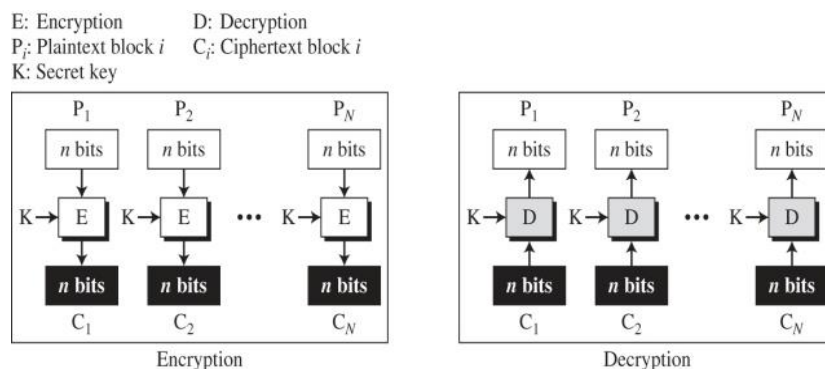 E: Encryption D: Decryption
Pᵢ: Plaintext block i Cᵢ: Ciphertext block i
K: Secret key
P₁ P₂ P_N
n bits n bits n bits
K E K E ••• K E
n bits n bits n bits
C₁ C₂ C_N
Encryption
P₁ P₂ P_N
n bits n bits n bits
K D K D ••• K D
n bits n bits n bits
C₁ C₂ C_N
Decryption